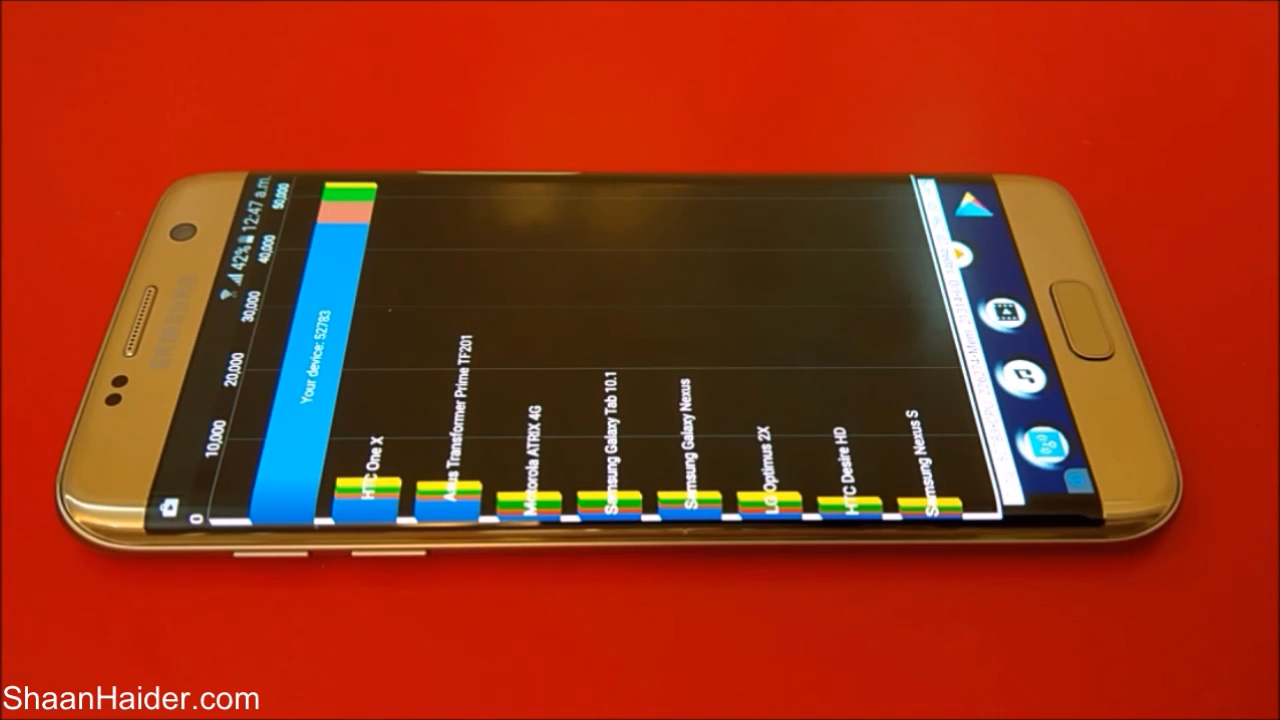 SAMSUNG
42% 12:47 a.m.
0
10,000
20,000
30,000
40,000
50,000
Your device: 52783
HTC One X
Asus Transformer Prime TF201
Motorola ATRIX 4G
Samsung Galaxy Tab 10.1
Samsung Galaxy Nexus
LG Optimus 2X
HTC Desire HD
Samsung Nexus S
ShaanHaider.com